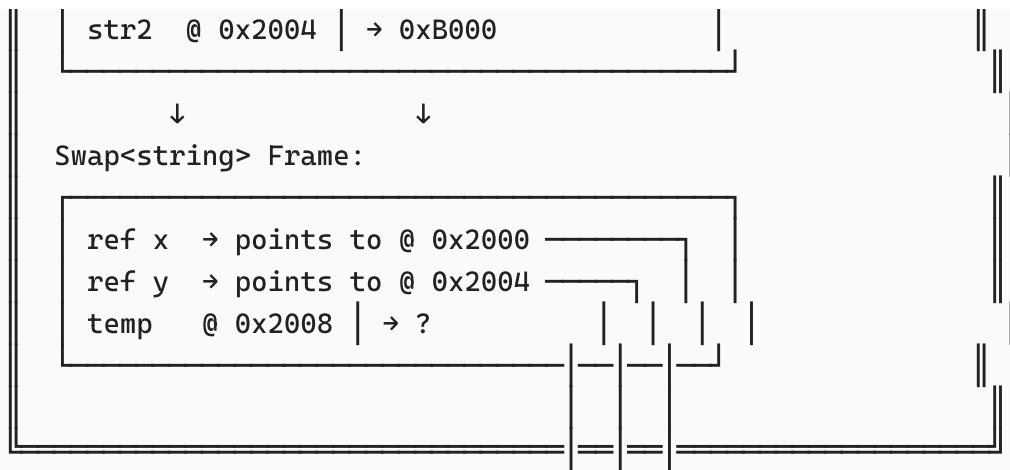 str2  @ 0x2004 │ → 0xB000
↓ ↓
Swap<string> Frame:
ref x  → points to @ 0x2000
ref y  → points to @ 0x2004
temp   @ 0x2008 │ → ?